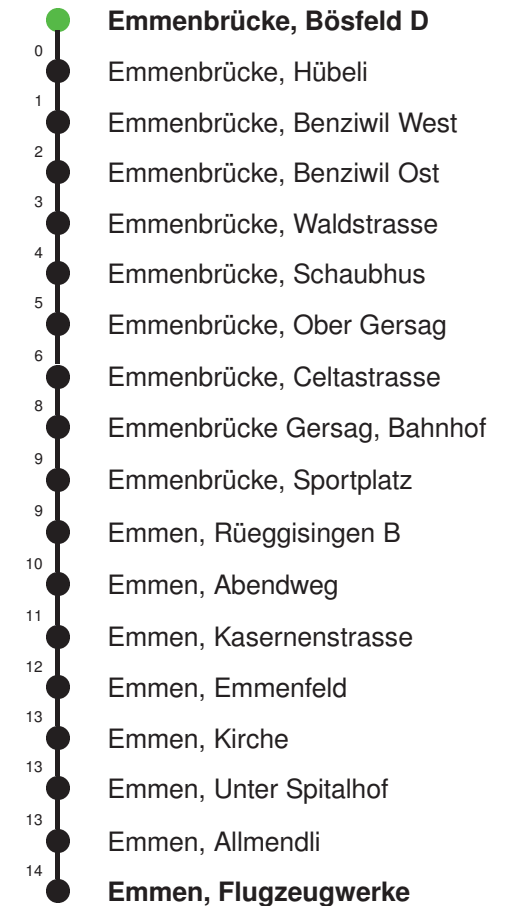 Emmenbrücke, Bösfeld D
0
Emmenbrücke, Hübeli
1
Emmenbrücke, Benziwil West
2
Emmenbrücke, Benziwil Ost
3
Emmenbrücke, Waldstrasse
4
Emmenbrücke, Schaubhus
5
Emmenbrücke, Ober Gersag
6
Emmenbrücke, Celtastrasse
8
Emmenbrücke Gersag, Bahnhof
9
Emmenbrücke, Sportplatz
9
Emmen, Rüeggisingen B
10
Emmen, Abendweg
11
Emmen, Kasernenstrasse
12
Emmen, Emmenfeld
13
Emmen, Kirche
13
Emmen, Unter Spitalhof
13
Emmen, Allmendli
14
Emmen, Flugzeugwerke